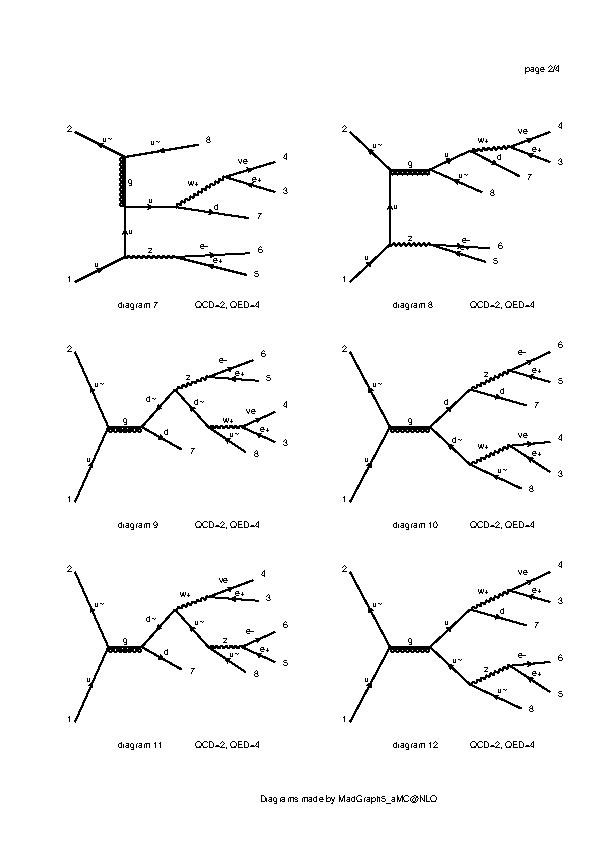 page 2/4
2
u~
u~
8
g
ve
4
w+
e+
3
u
d
7
u
z
e-
6
e+
5
u
1
diagram 7 QCD=2, QED=4
2
u~
g
u
w+
ve
4
e+
3
d
7
u~
8
u
z
e-
6
e+
5
u
1
diagram 8 QCD=2, QED=4
2
u~
g
u
1
d~
z
e-
6
e+
5
d~
w+
ve
4
e+
3
u~
8
d
7
diagram 9 QCD=2, QED=4
2
u~
g
u
1
d
z
e-
6
e+
5
d
7
d~
w+
ve
4
e+
3
u~
8
diagram 10 QCD=2, QED=4
2
u~
g
u
1
d~
w+
ve
4
e+
3
u~
z
e-
6
e+
5
u~
8
d
7
diagram 11 QCD=2, QED=4
2
u~
g
u
1
u
w+
ve
4
e+
3
d
7
u~
z
e-
6
e+
5
u~
8
diagram 12 QCD=2, QED=4
Diagrams made by MadGraph5_aMC@NLO